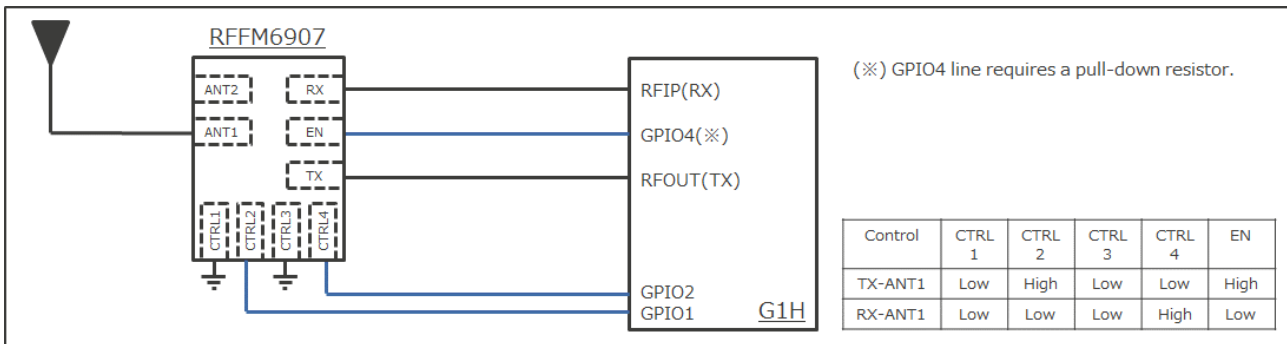 RFFM6907
ANT2
RX
RFIP(RX)
(※) GPIO4 line requires a pull-down resistor.
ANT1
EN
GPIO4(※)
TX
RFOUT(TX)
CTRL1
CTRL2
CTRL3
CTRL4
GPIO2
GPIO1
G1H
Control CTRL 1 CTRL 2 CTRL 3 CTRL 4 EN
TX-ANT1 Low High Low Low High
RX-ANT1 Low Low Low High Low